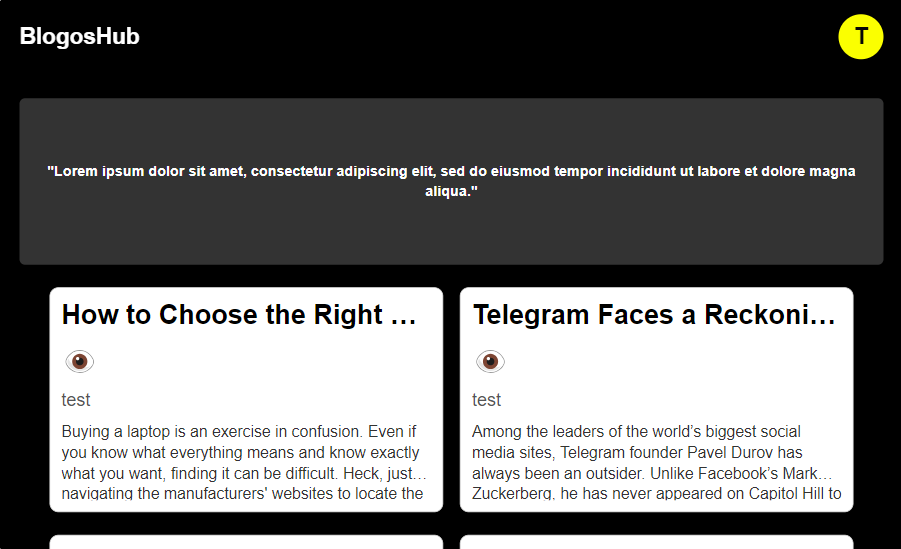 BlogosHub
T
"Lorem ipsum dolor sit amet, consectetur adipiscing elit, sed do eiusmod tempor incididunt ut labore et dolore magna
aliqua."
How to Choose the Right …
test
Buying a laptop is an exercise in confusion. Even if
you know what everything means and know exactly
what you want, finding it can be difficult. Heck, just…
navigating the manufacturers' websites to locate the
Telegram Faces a Reckoni…
test
Among the leaders of the world’s biggest social
media sites, Telegram founder Pavel Durov has
always been an outsider. Unlike Facebook’s Mark…
Zuckerberg, he has never appeared on Capitol Hill to